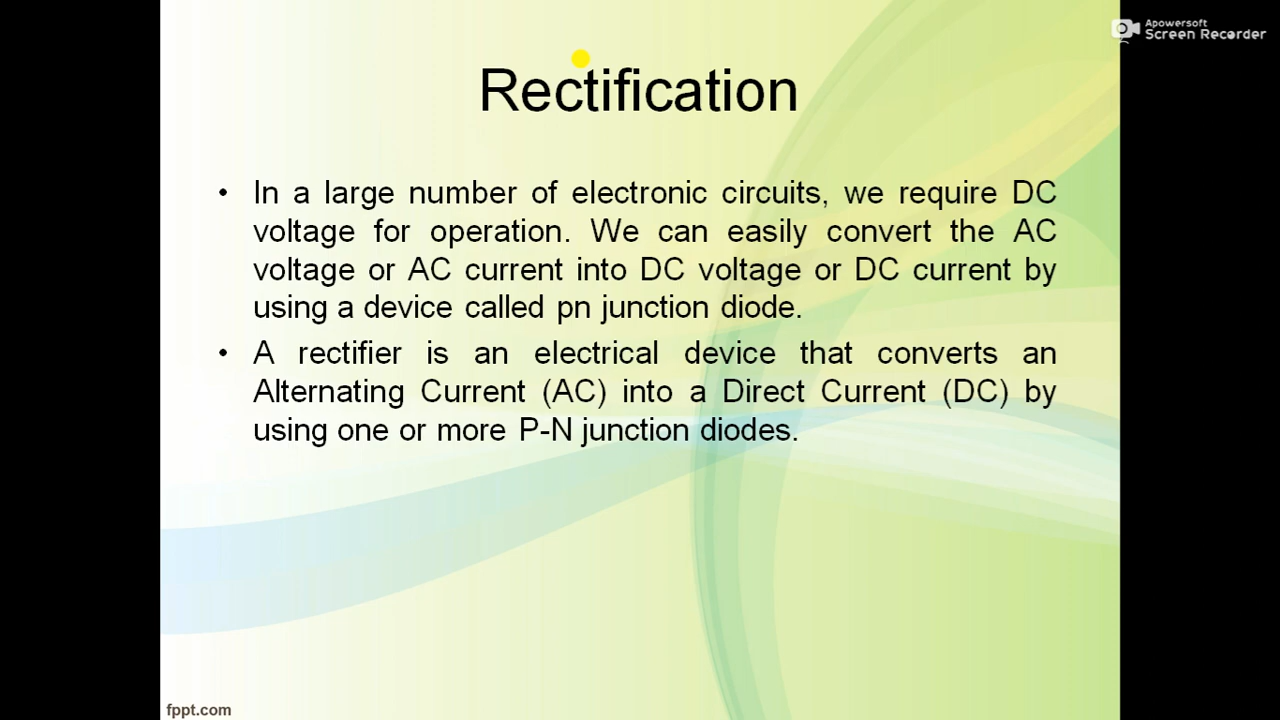 Apowersoft
Screen Recorder
Rectification
• In a large number of electronic circuits, we require DC
voltage for operation. We can easily convert the AC
voltage or AC current into DC voltage or DC current by
using a device called pn junction diode.
• A rectifier is an electrical device that converts an
Alternating Current (AC) into a Direct Current (DC) by
using one or more P-N junction diodes.
fppt.com